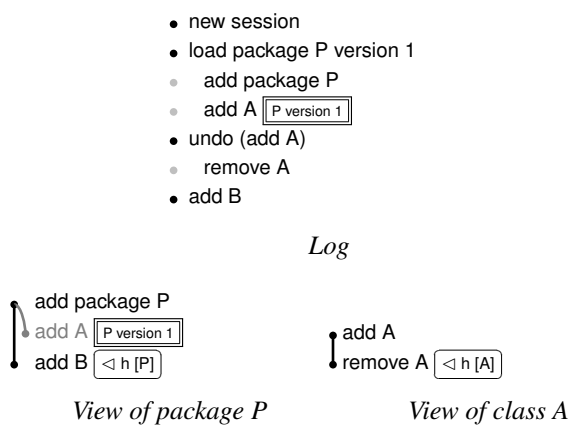 new session
load package P version 1
add package P
add A P version 1
undo (add A)
remove A
add B
Log
add package P
add A P version 1
add B ◁ h [P]
View of package P
add A
remove A ◁ h [A]
View of class A